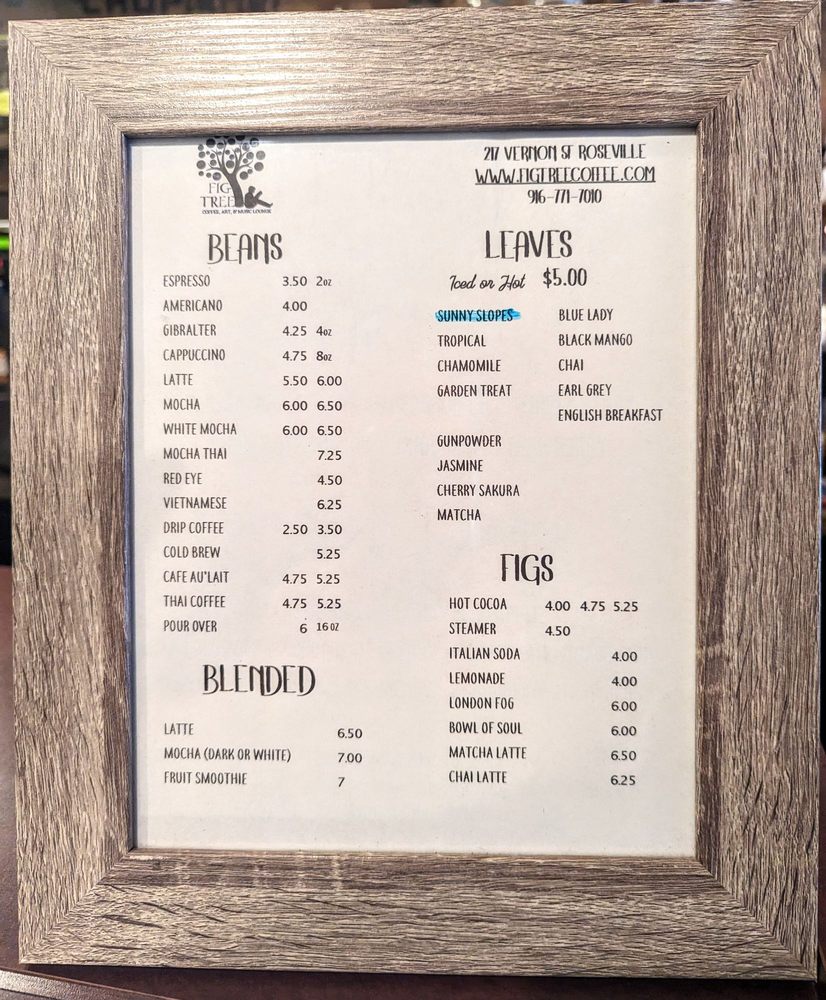 FIG
TREE
COFFEE, ART, & MUSIC LOUNGE
217 VERNON ST ROSEVILLE
WWW.FIGTREECOFFEE.COM
916-771-7010
BEANS
ESPRESSO 3.50 2oz
AMERICANO 4.00
GIBRALTER 4.25 4oz
CAPPUCCINO 4.75 8oz
LATTE 5.50 6.00
MOCHA 6.00 6.50
WHITE MOCHA 6.00 6.50
MOCHA THAI 7.25
RED EYE 4.50
VIETNAMESE 6.25
DRIP COFFEE 2.50 3.50
COLD BREW 5.25
CAFE AU'LAIT 4.75 5.25
THAI COFFEE 4.75 5.25
POUR OVER 6 16 OZ
BLENDED
LATTE 6.50
MOCHA (DARK OR WHITE) 7.00
FRUIT SMOOTHIE 7
LEAVES
Iced or Hot $5.00
SUNNY SLOPES BLUE LADY
TROPICAL BLACK MANGO
CHAMOMILE CHAI
GARDEN TREAT EARL GREY
ENGLISH BREAKFAST
GUNPOWDER
JASMINE
CHERRY SAKURA
MATCHA
FIGS
HOT COCOA 4.00 4.75 5.25
STEAMER 4.50
ITALIAN SODA 4.00
LEMONADE 4.00
LONDON FOG 6.00
BOWL OF SOUL 6.00
MATCHA LATTE 6.50
CHAI LATTE 6.25